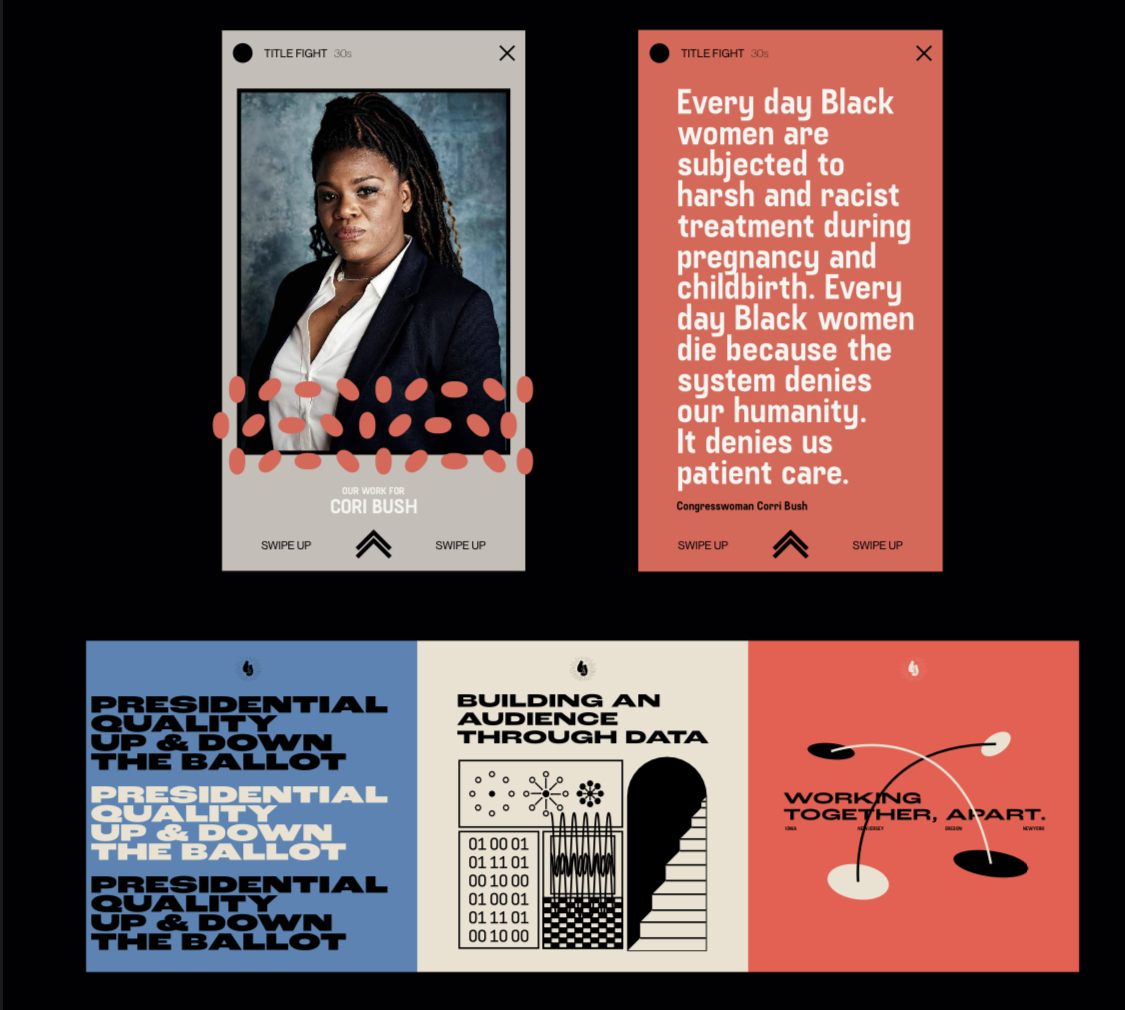 TITLE FIGHT 30s
OUR WORK FOR
CORI BUSH
SWIPE UP SWIPE UP
TITLE FIGHT 30s
Every day Black
women are
subjected to
harsh and racist
treatment during
pregnancy and
childbirth. Every
day Black women
die because the
system denies
our humanity.
It denies us
patient care.
Congresswoman Corri Bush
SWIPE UP SWIPE UP
PRESIDENTIAL
QUALITY
UP & DOWN
THE BALLOT
PRESIDENTIAL
QUALITY
UP & DOWN
THE BALLOT
PRESIDENTIAL
QUALITY
UP & DOWN
THE BALLOT
BUILDING AN
AUDIENCE
THROUGH DATA
01 00 01
01 11 01
00 10 00
01 00 01
01 11 01
00 10 00
WORKING
TOGETHER, APART.
IOWA NEW JERSEY OREGON NEW YORK